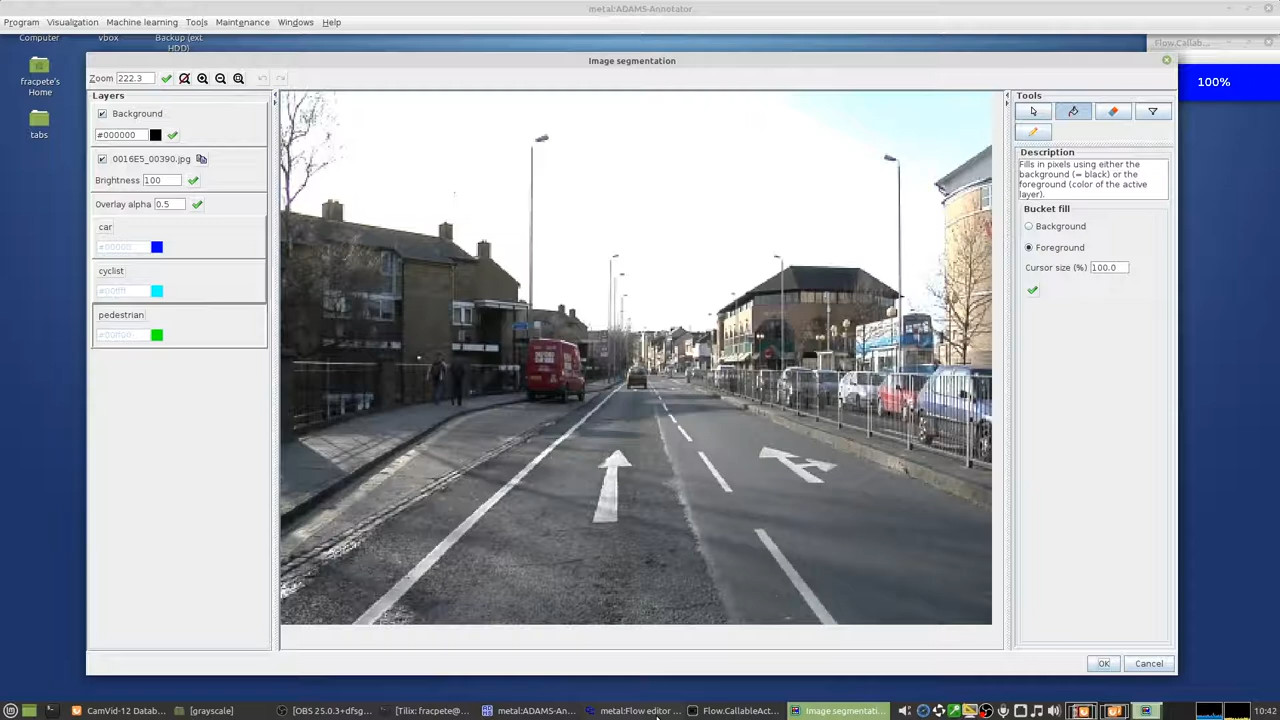 metal:ADAMS-Annotator
Program Visualization Machine learning Tools Maintenance Windows Help
Computer
Vbox
Backup (ext. HDD)
Flow.Callab...
fracpete's Home
tabs
100%
Image segmentation
Zoom 222.3
Layers
Background
#000000
0016E5_00390.jpg
Brightness 100
Overlay alpha 0.5
car
cyclist
pedestrian
Tools
Description
Fills in pixels using either the
background (= black) or the
foreground (color of the active
layer).
Bucket fill
Background
Foreground
Cursor size (%) 100.0
OK Cancel
CamVid-12 Datab... [grayscale] [OBS 25.0.3+dfsg... [Tilix: fracpete@... metal:ADAMS-An... metal:Flow editor ... Flow.CallableAct... Image segmentati... 10:42